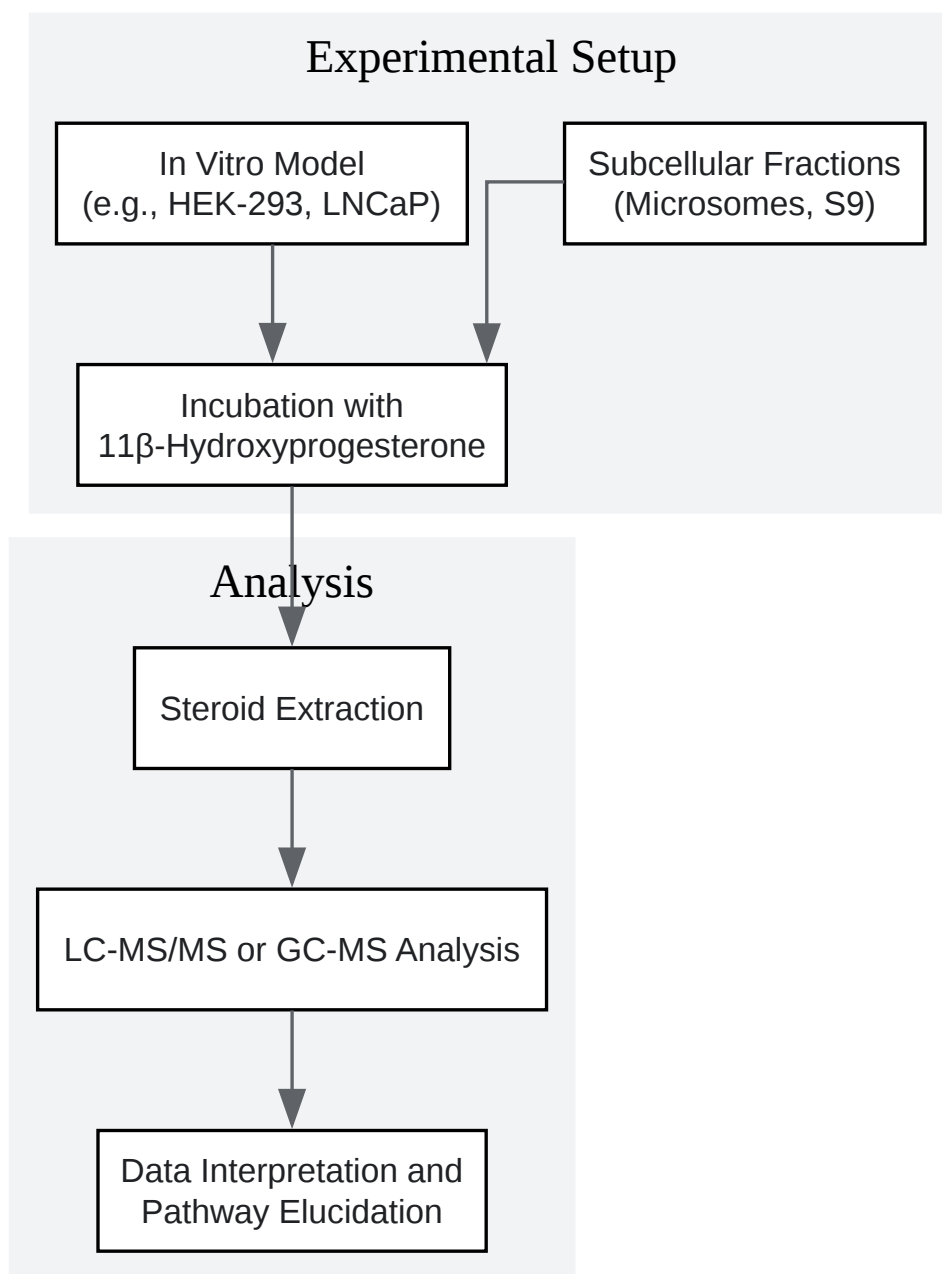 Experimental Setup
In Vitro Model
(e.g., HEK-293, LNCaP)
Subcellular Fractions
(Microsomes, S9)
Incubation with
11β-Hydroxyprogesterone
Analysis
Steroid Extraction
LC-MS/MS or GC-MS Analysis
Data Interpretation and
Pathway Elucidation